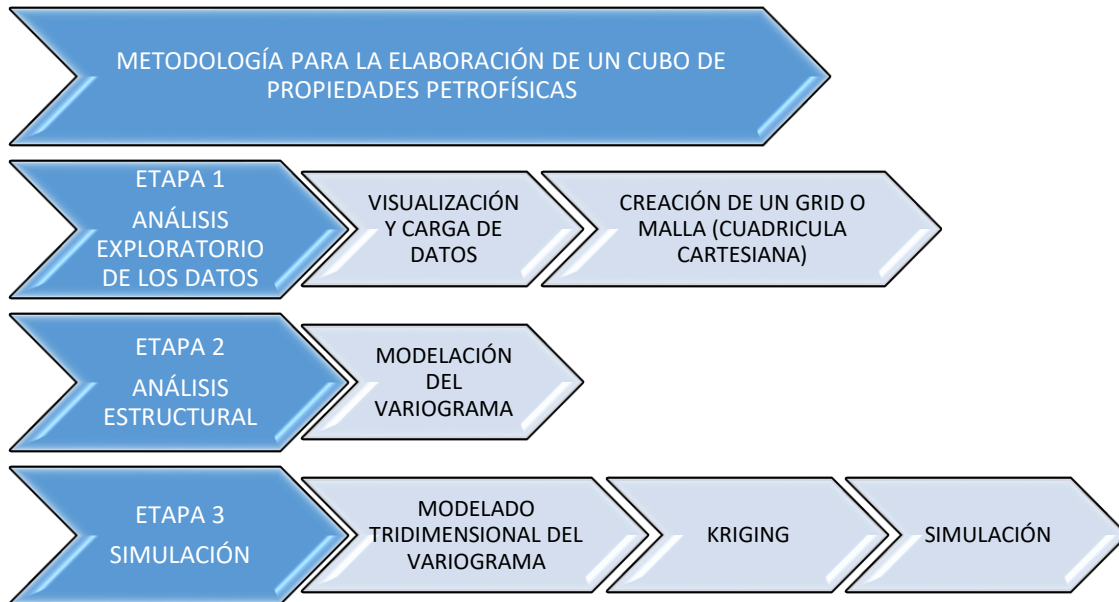 METODOLOGÍA PARA LA ELABORACIÓN DE UN CUBO DE
PROPIEDADES PETROFÍSICAS
ETAPA 1
ANÁLISIS
EXPLORATORIO
DE LOS DATOS
VISUALIZACIÓN
Y CARGA DE
DATOS
CREACIÓN DE UN GRID O
MALLA (CUADRICULA
CARTESIANA)
ETAPA 2
ANÁLISIS
ESTRUCTURAL
MODELACIÓN
DEL
VARIOGRAMA
ETAPA 3
SIMULACIÓN
MODELADO
TRIDIMENSIONAL DEL
VARIOGRAMA
KRIGING
SIMULACIÓN